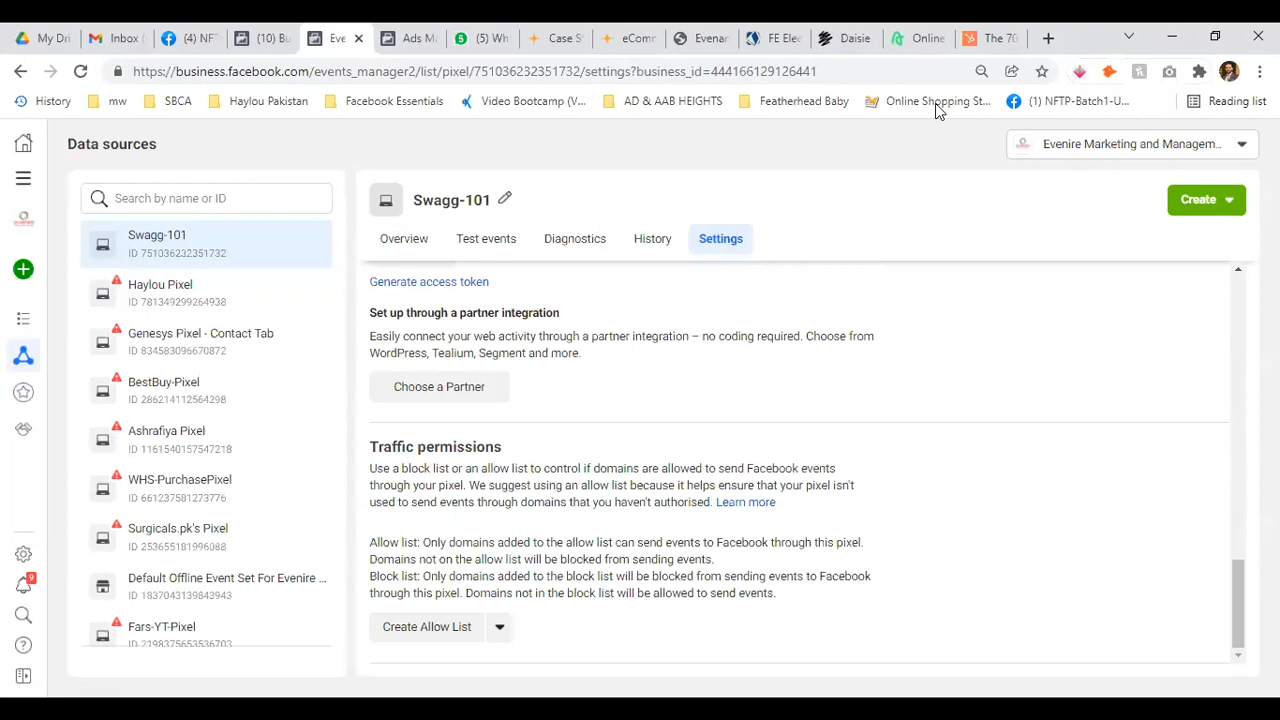 My Dri
Inbox (
(4) NFT
(10) Bu
Eve
Ads Ma
(5) Wh
Case S
eComm
Evenar
FE Elec
Daisie
Online
The 70
https://business.facebook.com/events_manager2/list/pixel/751036232351732/settings?business_id=444166129126441
History
mw
SBCA
Haylou Pakistan
Facebook Essentials
Video Bootcamp (V...
AD & AAB HEIGHTS
Featherhead Baby
Online Shopping St...
(1) NFTP-Batch1-U...
Reading list
Data sources
Evenire Marketing and Managem...
Search by name or ID
Swagg-101
ID 751036232351732
Haylou Pixel
ID 781349299264938
Genesys Pixel - Contact Tab
ID 834583096670872
BestBuy-Pixel
ID 286214112564298
Ashrafiya Pixel
ID 1161540157547218
WHS-PurchasePixel
ID 661237581273776
Surgicals.pk's Pixel
ID 253655181996088
Default Offline Event Set For Evenire ...
ID 1837043139843943
Fars-YT-Pixel
ID 2198375653536703
9
Swagg-101
Create
Overview
Test events
Diagnostics
History
Settings
Generate access token
Set up through a partner integration
Easily connect your web activity through a partner integration – no coding required. Choose from
WordPress, Tealium, Segment and more.
Choose a Partner
Traffic permissions
Use a block list or an allow list to control if domains are allowed to send Facebook events
through your pixel. We suggest using an allow list because it helps ensure that your pixel isn't
used to send events through domains that you haven't authorised. Learn more
Allow list: Only domains added to the allow list can send events to Facebook through this pixel.
Domains not on the allow list will be blocked from sending events.
Block list: Only domains added to the block list will be blocked from sending events to Facebook
through this pixel. Domains not in the block list will be allowed to send events.
Create Allow List